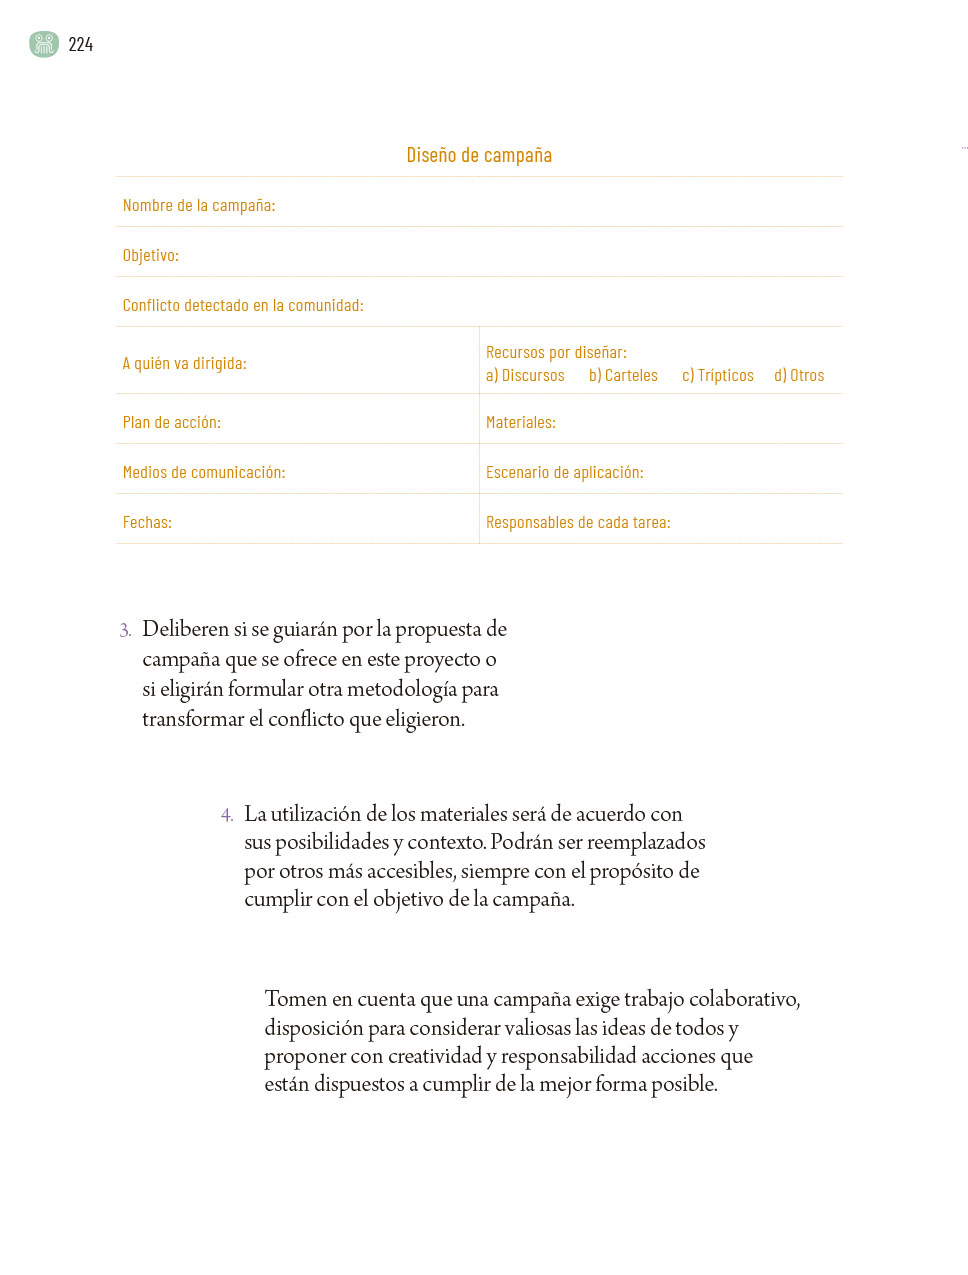 224
Diseño de campaña
Nombre de la campaña:
Objetivo:
Conflicto detectado en la comunidad:
A quién va dirigida:
Recursos por diseñar:
a) Discursos b) Carteles c) Trípticos d) Otros
Plan de acción:
Materiales:
Medios de comunicación:
Escenario de aplicación:
Fechas:
Responsables de cada tarea:
3. Deliberen si se guiarán por la propuesta de
campaña que se ofrece en este proyecto o
si eligirán formular otra metodología para
transformar el conflicto que eligieron.
4. La utilización de los materiales será de acuerdo con
sus posibilidades y contexto. Podrán ser reemplazados
por otros más accesibles, siempre con el propósito de
cumplir con el objetivo de la campaña.
Tomen en cuenta que una campaña exige trabajo colaborativo,
disposición para considerar valiosas las ideas de todos y
proponer con creatividad y responsabilidad acciones que
están dispuestos a cumplir de la mejor forma posible.